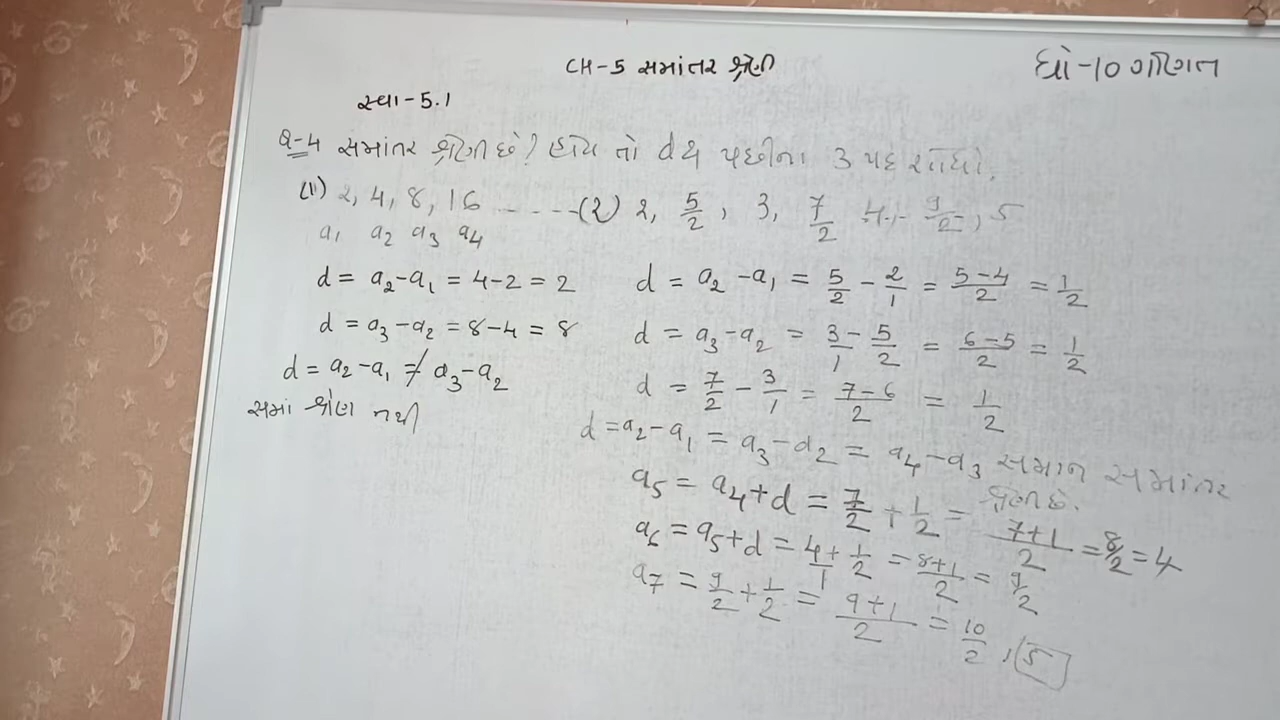 CH-5 સમાંતર શ્રેણી
ધો-10 ગણિત
સ્વા-5.1
Q-4 સમાંતર શ્રેણી છે? હોય તો d છે પછીના 3 પદ શોધો.
(1) 2, 4, 8, 16 - - - - -
a1 a2 a3 a4
d = a2-a1 = 4-2 = 2
d = a3-a2 = 8-4 = 8
d = a2-a1 ≠ a3-a2
સમાં શ્રેણી નથી
(2) 2, 5/2, 3, 7/2 4, 9/2, 5
d = a2-a1 = 5/2 - 2/1 = 5-4/2 = 1/2
d = a3-a2 = 3/1 - 5/2 = 6-5/2 = 1/2
d = 7/2 - 3/1 = 7-6/2 = 1/2
d=a2-a1 = a3-a2 = a4-a3 સમાન સમાંતર
શ્રેણી છે.
a5 = a4+d = 7/2 + 1/2 = 7+1/2 = 8/2 = 4
a6 = a5+d = 4/1 + 1/2 = 8+1/2 = 9/2
a7 = 9/2 + 1/2 = 9+1/2 = 10/2, 5